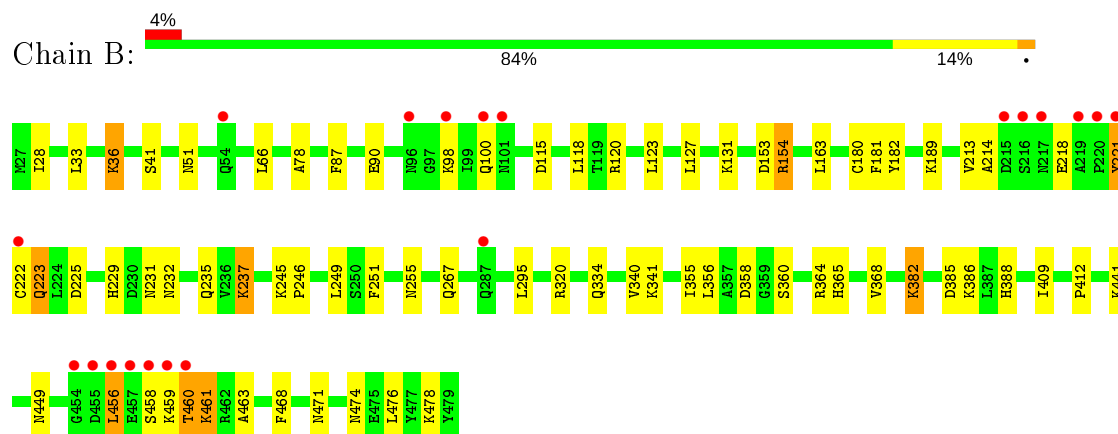 4%
Chain B:
84% 14% •
M27 I28 L33 K36 S41 N51 Q54 L66 A78 F87 E90 N96 G97 K98 I99 Q100 N101 D115 L118 T119 R120 L123 L127 K131 D153 R154 L163 C180 F181 Y182 K189 V213 A214 D215 S216 N217 E218 A219 P220 Y221
C222 Q223 L224 D225 H229 D230 N231 N232 Q235 V236 K237 K245 P246 L249 S250 F251 N255 Q267 Q287 L295 R320 Q334 V340 K341 I355 L356 A357 D358 G359 S360 R364 H365 V368 K382 D385 K386 L387 H388 I409 P412 K441
N449 G454 D455 L456 E457 S458 K459 T460 K461 R462 A463 F468 N471 N474 E475 L476 Y477 K478 Y479